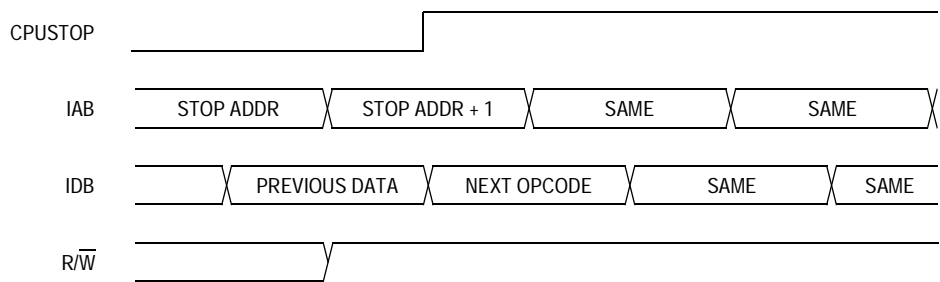 CPUSTOP
IAB STOP ADDR STOP ADDR + 1 SAME SAME
IDB PREVIOUS DATA NEXT OPCODE SAME SAME
R/W̅